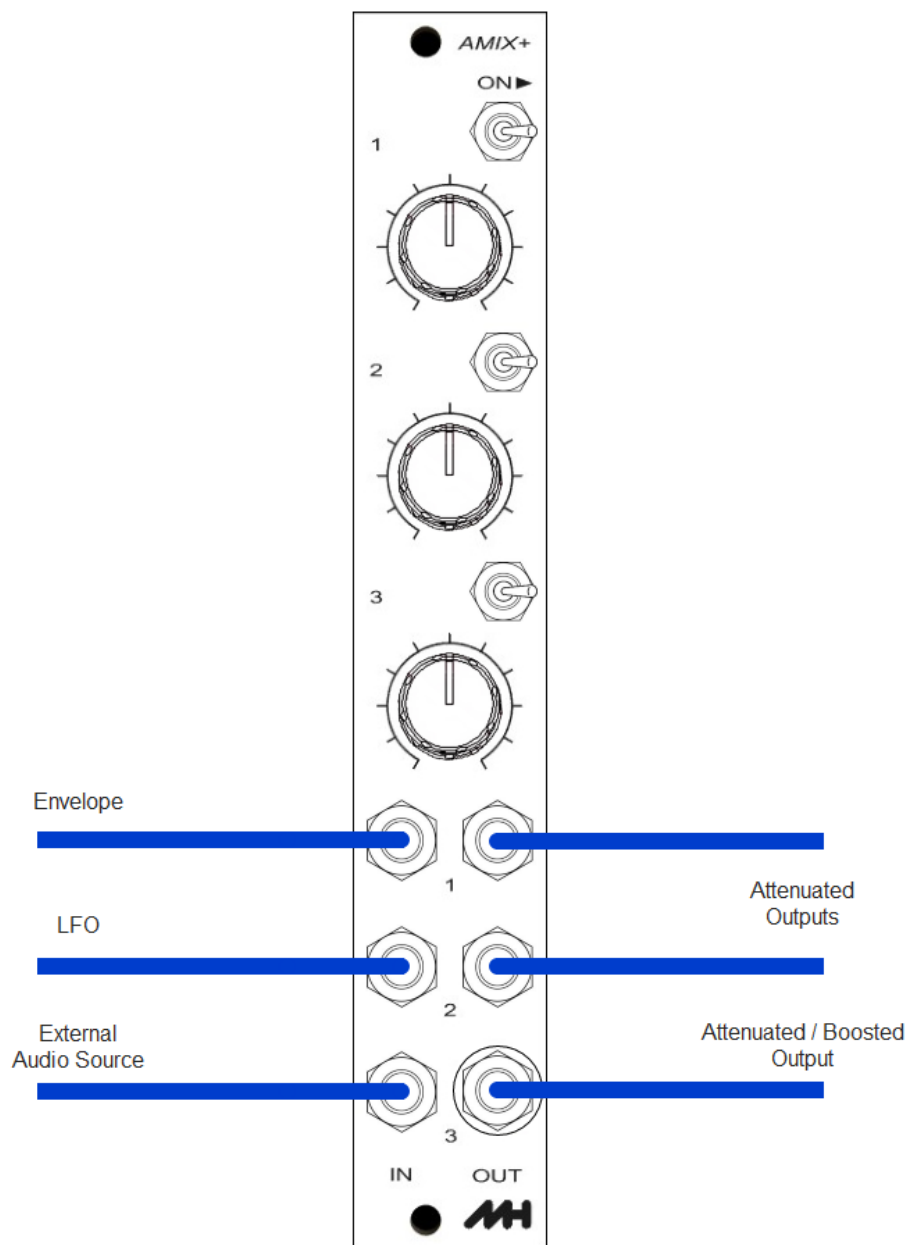 AMIX+
ON►
1
2
3
Envelope
1
Attenuated
Outputs
LFO
2
External
Audio Source
Attenuated / Boosted
Output
3
IN
OUT
MH